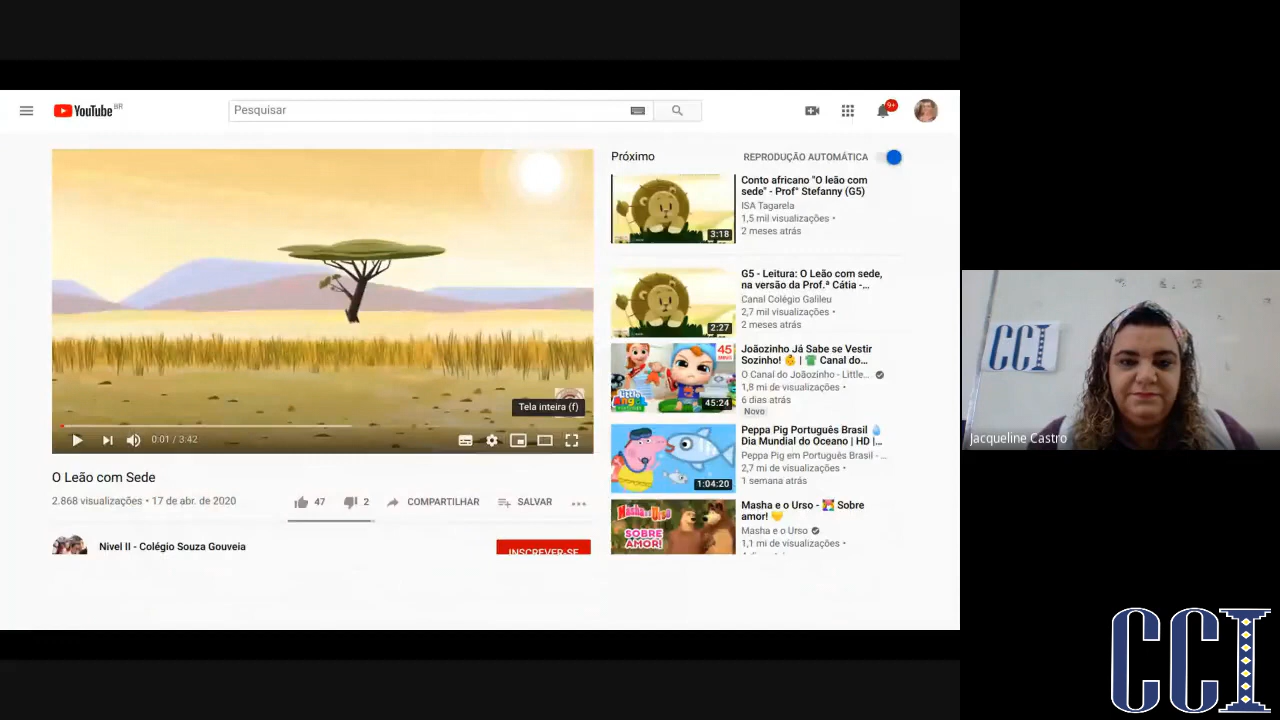 YouTube BR
Pesquisar
9+
Tela inteira (f)
0:01 / 3:42
O Leão com Sede
2.868 visualizações • 17 de abr. de 2020
47
2
COMPARTILHAR
SALVAR
Nivel II - Colégio Souza Gouveia
INSCREVER-SE
Próximo
REPRODUÇÃO AUTOMÁTICA
3:18
Conto africano "O leão com
sede" - Prof° Stefanny (G5)
ISA Tagarela
1,5 mil visualizações •
2 meses atrás
2:27
G5 - Leitura: O Leão com sede,
na versão da Prof.ª Cátia -...
Canal Colégio Galileu
2,7 mil visualizações •
2 meses atrás
45
Little
Angel
45:24
Joãozinho Já Sabe se Vestir
Sozinho! 👶 | 👕 Canal do...
O Canal do Joãozinho - Little...
1,8 mi de visualizações •
6 dias atrás
Novo
1:04:20
Peppa Pig Português Brasil 💧
Dia Mundial do Oceano | HD |...
Peppa Pig em Português Brasil - ...
2,7 mi de visualizações •
1 semana atrás
Masha e o Urso
SOBRE
AMOR!
Masha e o Urso - 💑 Sobre
amor! 💛
Masha e o Urso
1,1 mi de visualizações •
CCI
Jacqueline Castro
CCI